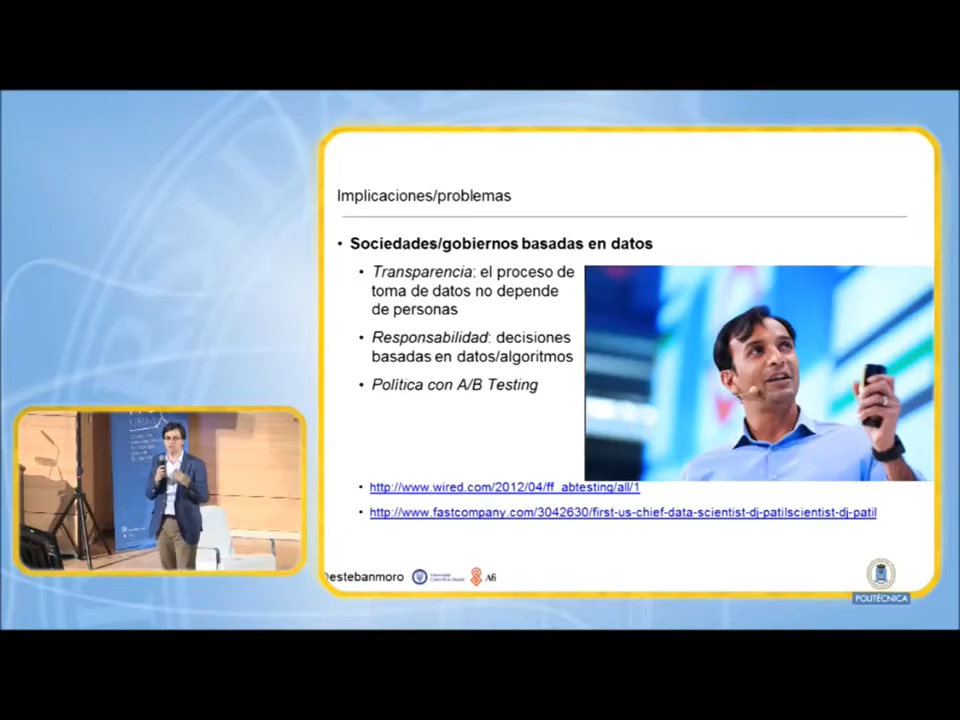 Implicaciones/problemas
• Sociedades/gobiernos basadas en datos
• Transparencia: el proceso de
toma de datos no depende
de personas
• Responsabilidad: decisiones
basadas en datos/algoritmos
• Política con A/B Testing
• http://www.wired.com/2012/04/ff_abtesting/all/1
• http://www.fastcompany.com/3042630/first-us-chief-data-scientist-dj-patilscientist-dj-patil
@estebanmoro
Afi
POLITÉCNICA